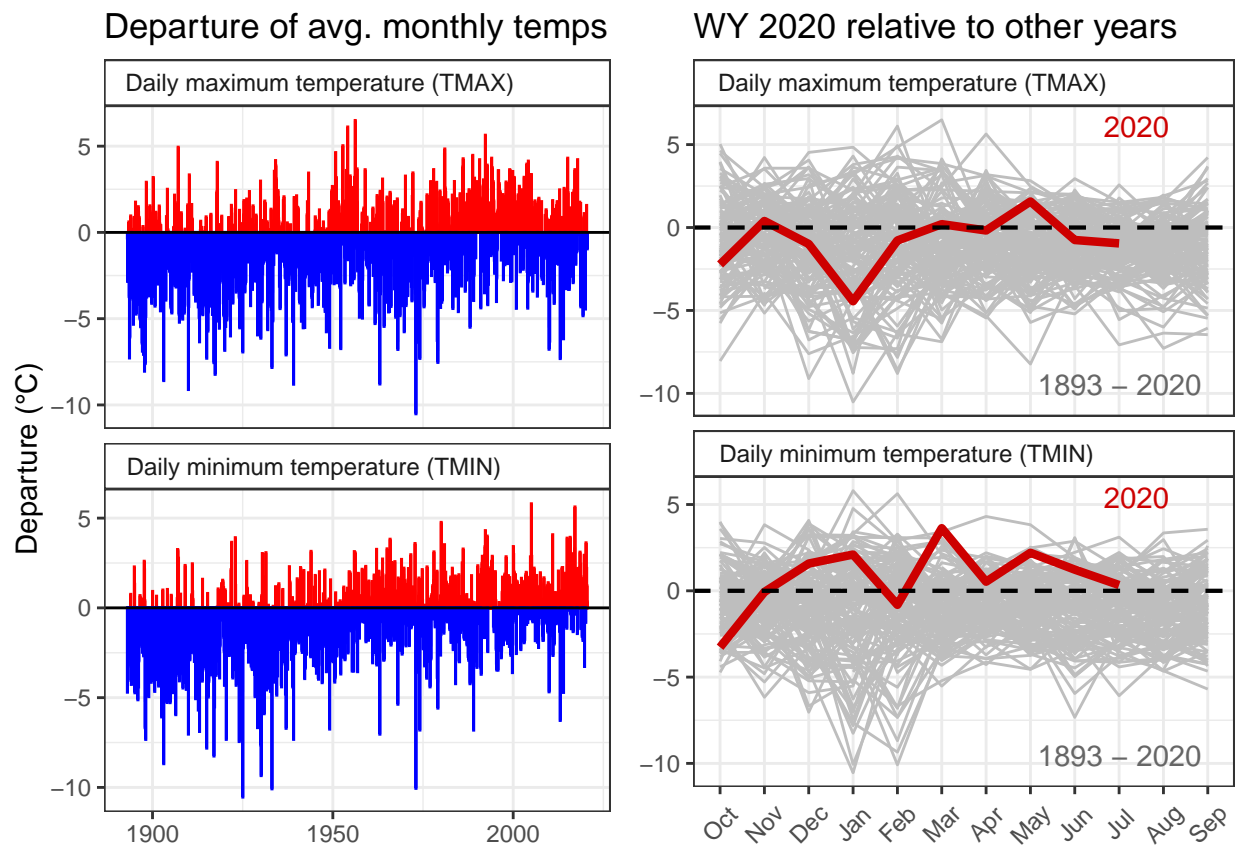 Departure of avg. monthly temps
WY 2020 relative to other years
Daily maximum temperature (TMAX)
Daily maximum temperature (TMAX)
5
0
−5
−10
5
0
−5
−10
2020
1893 − 2020
Departure (°C)
Daily minimum temperature (TMIN)
Daily minimum temperature (TMIN)
5
0
−5
−10
5
0
−5
−10
2020
1893 − 2020
1900
1950
2000
Oct
Nov
Dec
Jan
Feb
Mar
Apr
May
Jun
Jul
Aug
Sep